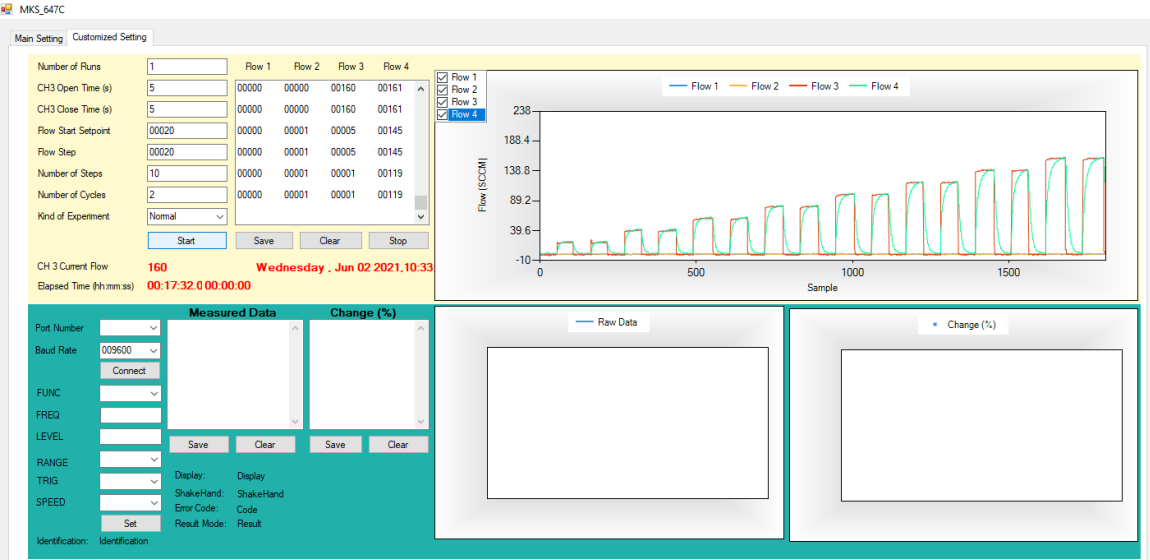 MKS_647C
Main Setting Customized Setting
Number of Runs 1 Flow 1 Flow 2 Flow 3 Flow 4
CH3 Open Time (s) 5 00000 00000 00160 00161
CH3 Close Time (s) 5 00000 00000 00160 00161
Flow Start Setpoint 00020 00000 00001 00005 00145
Flow Step 00020 00000 00001 00005 00145
Number of Steps 10 00000 00001 00001 00119
Number of Cycles 2 00000 00001 00001 00119
Kind of Experiment Normal
Start Save Clear Stop
CH 3 Current Flow 160 Wednesday , Jun 02 2021,10:33:
Elapsed Time (hh:mm:ss) 00:17:32.0 00:00:00
Flow 1
Flow 2
Flow 3
Flow 4
Flow 1 Flow 2 Flow 3 Flow 4
238
188.4
138.8
89.2
39.6
-10
Flow (SCCM)
0 500 1000 1500
Sample
Measured Data Change (%)
Port Number
Baud Rate 009600
Connect
FUNC
FREQ
LEVEL
RANGE
TRIG
SPEED
Set
Identification: Identification
Save Clear Save Clear
Display: Display
ShakeHand: ShakeHand
Error Code: Code
Result Mode: Result
Raw Data
Change (%)